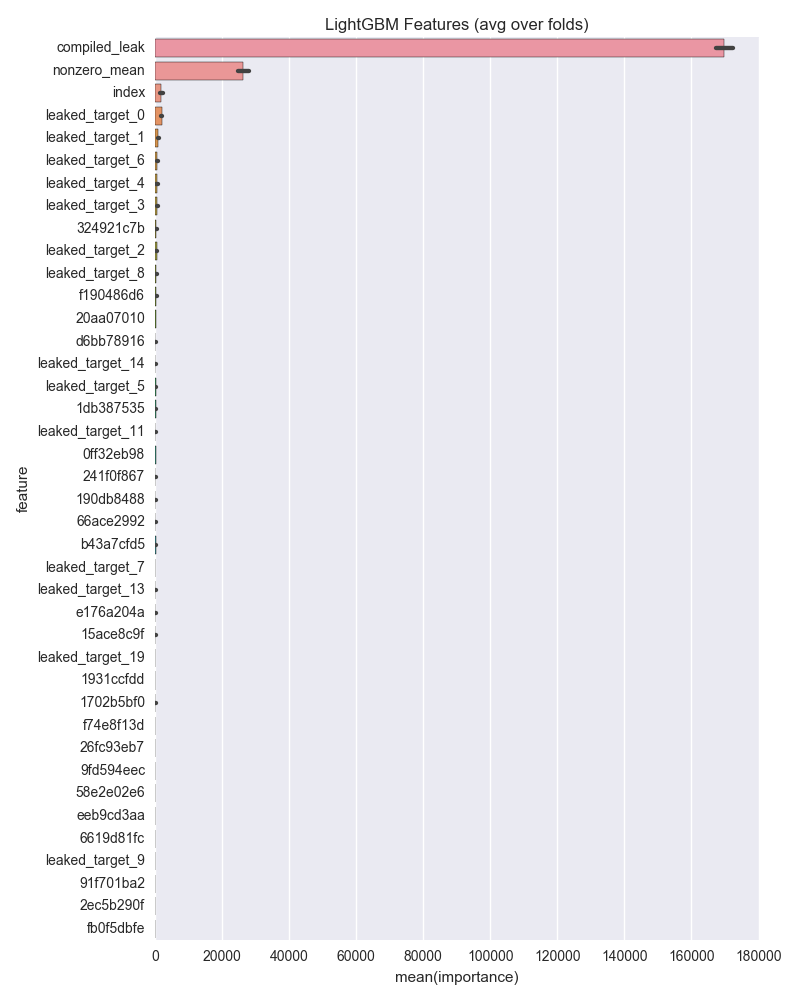 LightGBM Features (avg over folds)
compiled_leak
nonzero_mean
index
leaked_target_0
leaked_target_1
leaked_target_6
leaked_target_4
leaked_target_3
324921c7b
leaked_target_2
leaked_target_8
f190486d6
20aa07010
d6bb78916
leaked_target_14
leaked_target_5
1db387535
leaked_target_11
0ff32eb98
241f0f867
190db8488
66ace2992
b43a7cfd5
leaked_target_7
leaked_target_13
e176a204a
15ace8c9f
leaked_target_19
1931ccfdd
1702b5bf0
f74e8f13d
26fc93eb7
9fd594eec
58e2e02e6
eeb9cd3aa
6619d81fc
leaked_target_9
91f701ba2
2ec5b290f
fb0f5dbfe
feature
0 20000 40000 60000 80000 100000 120000 140000 160000 180000
mean(importance)